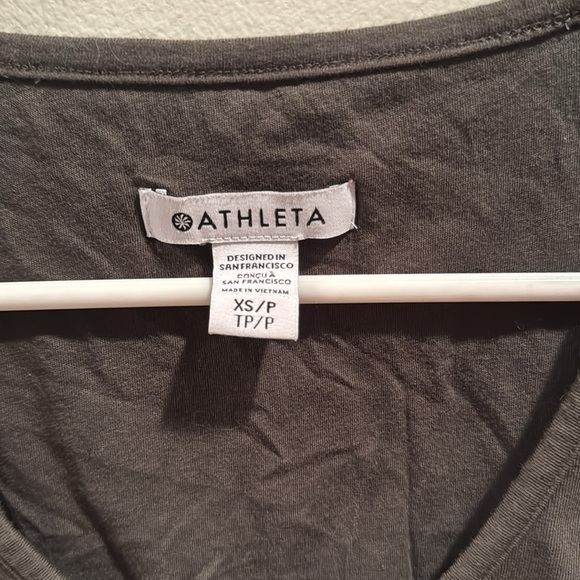 ATHLETA
DESIGNED IN
SAN FRANCISCO
CONÇU À
SAN FRANCISCO
MADE IN VIETNAM
XS/P
TP/P